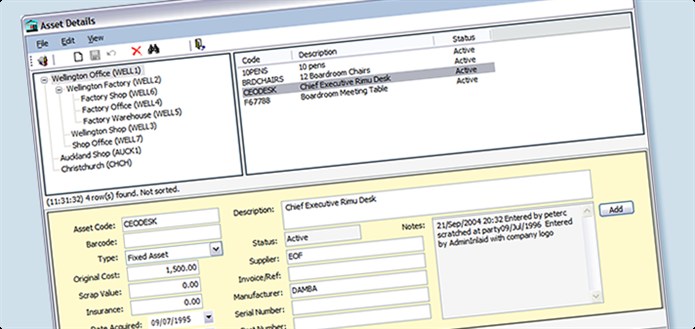 Asset Details
File Edit View
Wellington Office (WELL1)
Wellington Factory (WELL2)
Factory Shop (WELL6)
Factory Office (WELL4)
Factory Warehouse (WELL5)
Wellington Shop (WELL3)
Shop Office (WELL7)
Auckland Shop (AUCK1)
Christchurch (CHCH)
Code Description Status
10PENS 10 pens Active
BRDCHAIRS 12 Boardroom Chairs Active
CEODESK Chief Executive Rimu Desk Active
F67788 Boardroom Meeting Table Active
(11:31:32) 4 row(s) found. Not sorted.
Asset Code: CEODESK
Barcode:
Type: Fixed Asset
Original Cost: 1,500.00
Scrap Value: 0.00
Insurance: 0.00
Date Acquired: 09/07/1995
Description: Chief Executive Rimu Desk
Status: Active
Supplier: EOF
Invoice/Ref:
Manufacturer: DAMBA
Serial Number:
Part Number:
Notes:
21/Sep/2004 20:32 Entered by peterc
scratched at party09/Jul/1996 Entered
by AdminInlaid with company logo
Add